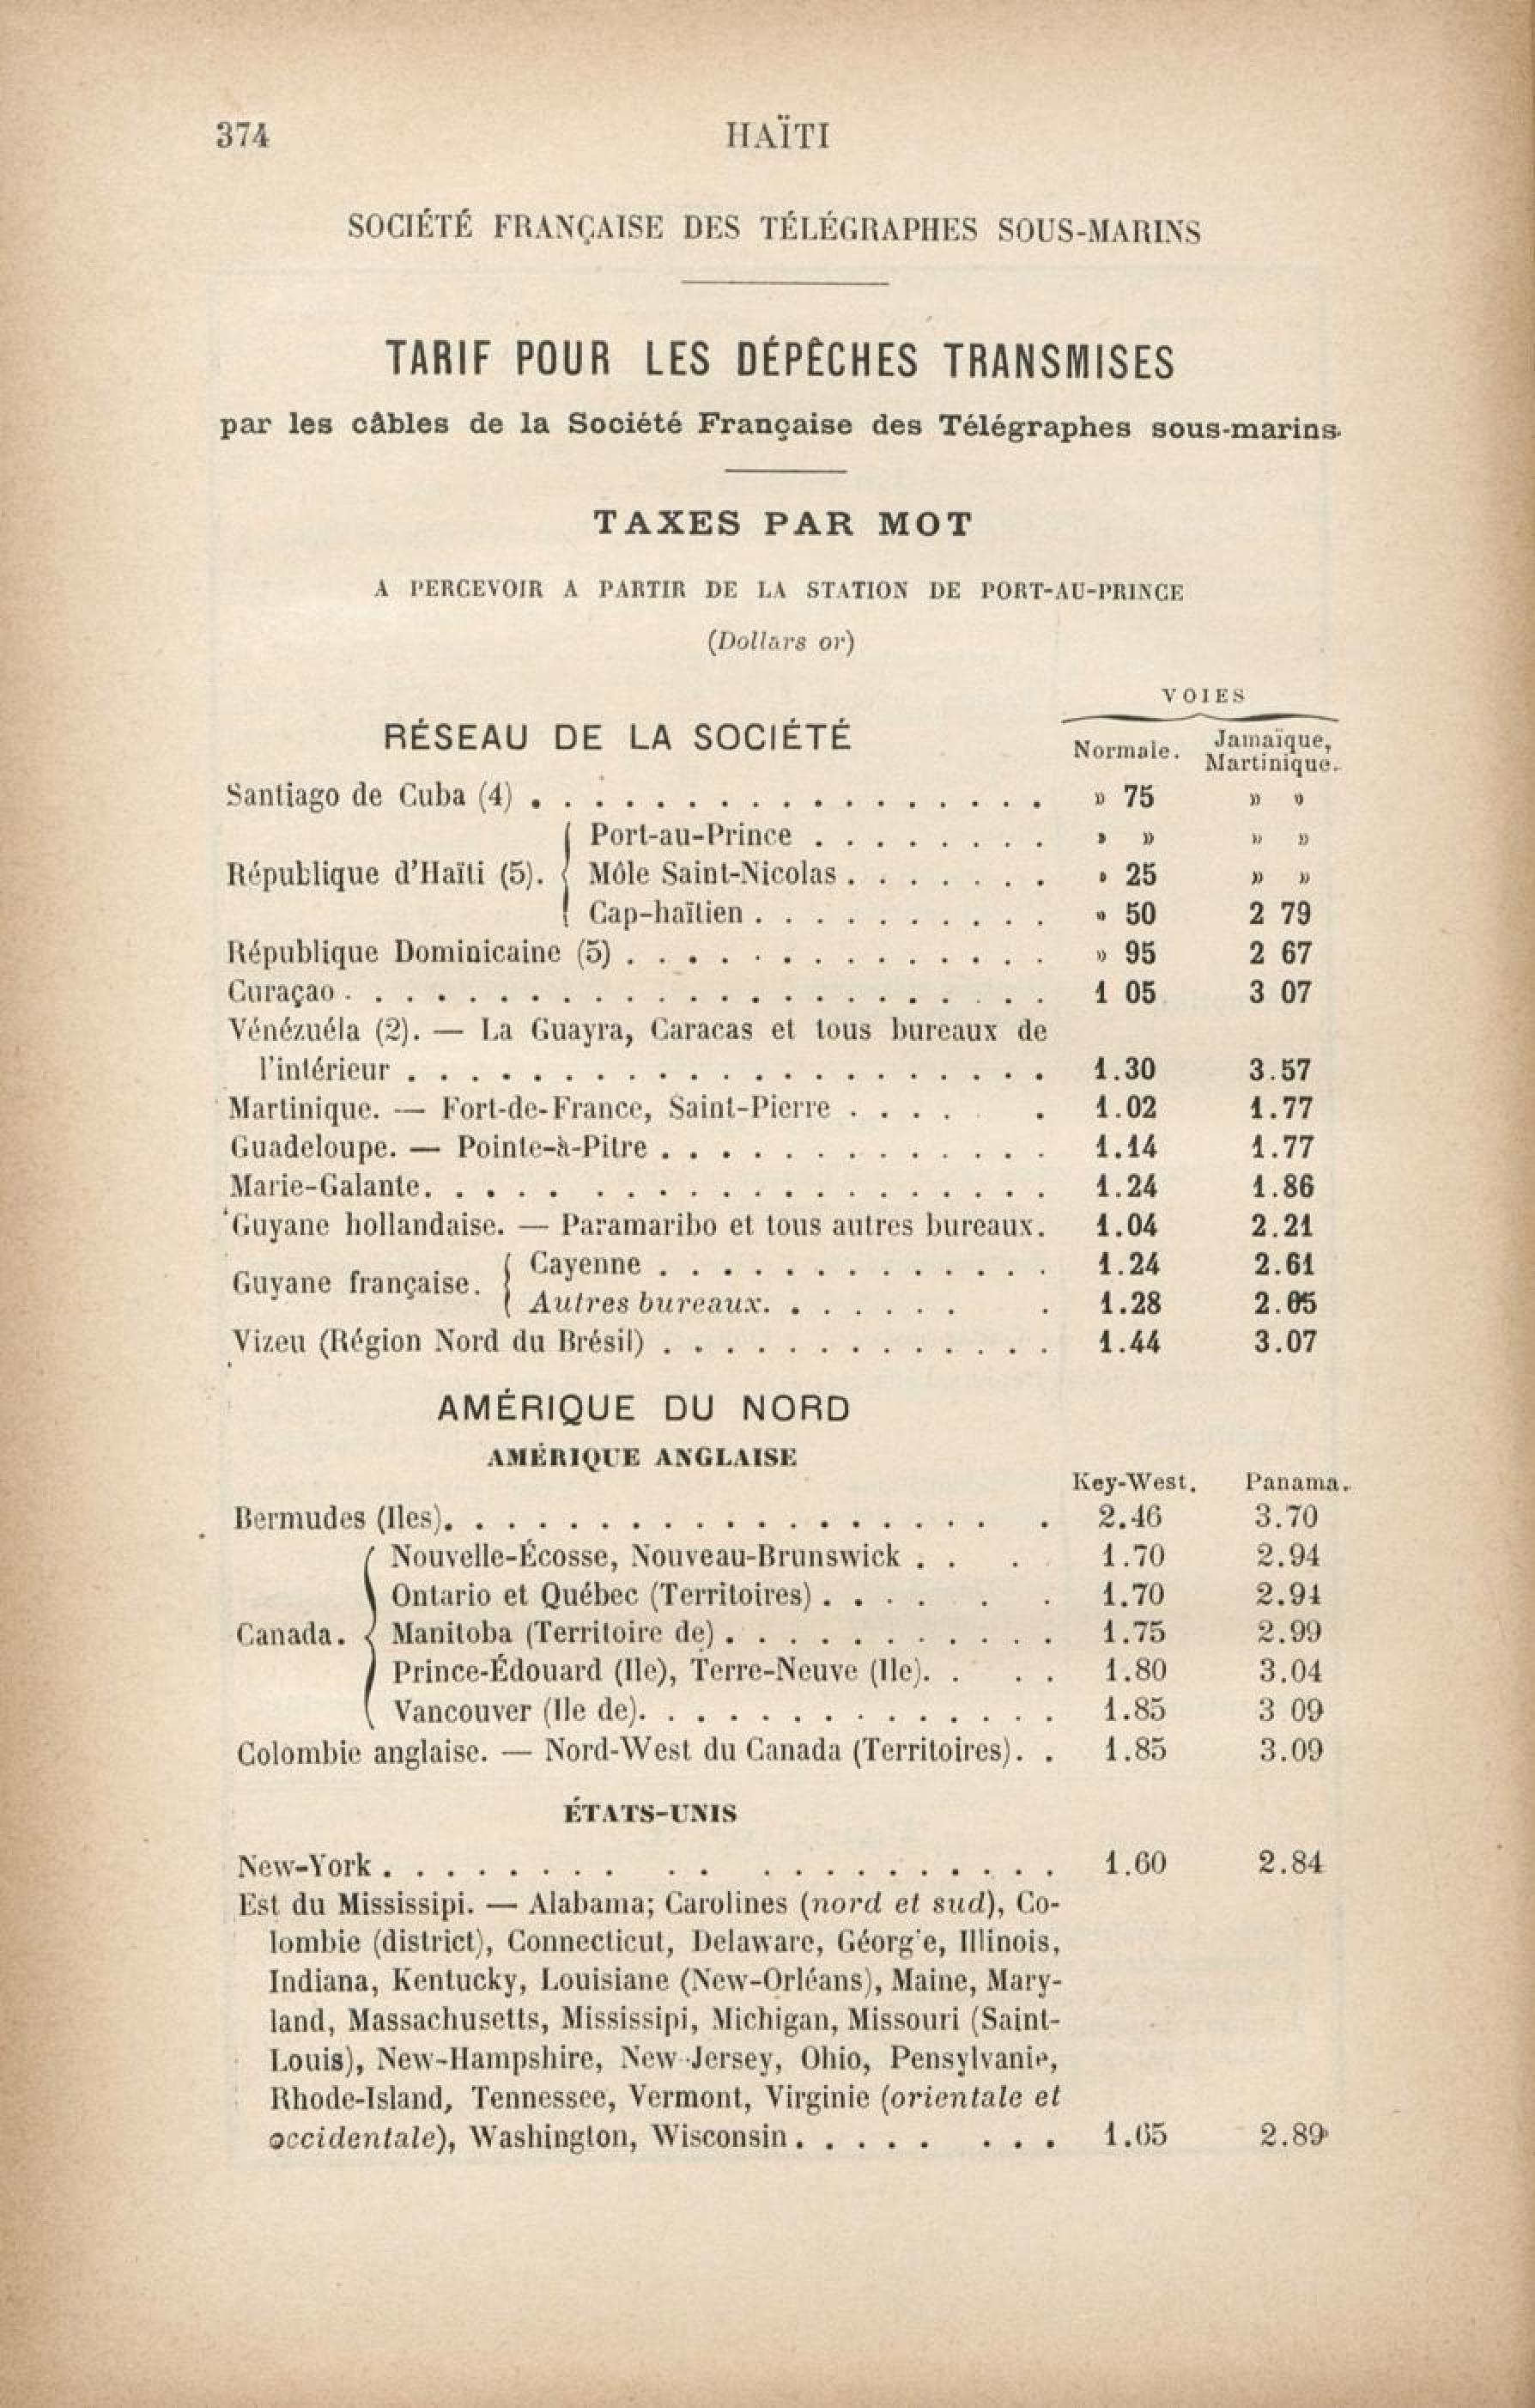 374
HAÏTI
SOCIÉTÉ FRANÇAISE DES TÉLÉGRAPHES SOUS-MARINS
TARIF POUR LES DÉPÊCHES TRANSMISES
par les câbles de la Société Française des Télégraphes sous-marins.
TAXES PAR MOT
A PERCEVOIR A PARTIR DE LA STATION DE PORT-AU-PRINCE
(Dollars or)
VOIES
RÉSEAU DE LA SOCIÉTÉ
Normale. Jamaïque, Martinique.
Santiago de Cuba (4) . . . . . . . . . . . . . . . . . » 75 » »
République d'Haïti (5).
Port-au-Prince . . . . . . . . » » » »
Môle Saint-Nicolas . . . . . . . » 25 » »
Cap-haïtien . . . . . . . . . . » 50 2 79
République Dominicaine (5) . . . . . . . . . . . . . . » 95 2 67
Curaçao . . . . . . . . . . . . . . . . . . . . . . . 1 05 3 07
Vénézuéla (2). — La Guayra, Caracas et tous bureaux de
l'intérieur . . . . . . . . . . . . . . . . . . . . . 1.30 3.57
Martinique. — Fort-de-France, Saint-Pierre . . . . . 1.02 1.77
Guadeloupe. — Pointe-à-Pitre . . . . . . . . . . . . . 1.14 1.77
Marie-Galante. . . . . . . . . . . . . . . . . . . . 1.24 1.86
Guyane hollandaise. — Paramaribo et tous autres bureaux. 1.04 2.21
Guyane française.
Cayenne . . . . . . . . . . . . . 1.24 2.61
Autres bureaux. . . . . . . . 1.28 2.05
Vizeu (Région Nord du Brésil) . . . . . . . . . . . . . 1.44 3.07
AMÉRIQUE DU NORD
AMÉRIQUE ANGLAISE
Key-West. Panama.
Bermudes (Iles). . . . . . . . . . . . . . . . . . . 2.46 3.70
Nouvelle-Écosse, Nouveau-Brunswick . . . . 1.70 2.94
Ontario et Québec (Territoires) . . . . . . 1.70 2.94
Canada. Manitoba (Territoire de) . . . . . . . . . . . 1.75 2.99
Prince-Édouard (Ile), Terre-Neuve (Ile). . . . 1.80 3.04
Vancouver (Ile de). . . . . . . . . . . . . . 1.85 3 09
Colombie anglaise. — Nord-West du Canada (Territoires). . 1.85 3.09
ÉTATS-UNIS
New-York . . . . . . . . . . . . . . . . . . . . 1.60 2.84
Est du Mississipi. — Alabama; Carolines (nord et sud), Co-
lombie (district), Connecticut, Delaware, Géorg'e, Illinois,
Indiana, Kentucky, Louisiane (New-Orléans), Maine, Mary-
land, Massachusetts, Mississipi, Michigan, Missouri (Saint-
Louis), New-Hampshire, New-Jersey, Ohio, Pensylvanie,
Rhode-Island, Tennessee, Vermont, Virginie (orientale et
occidentale), Washington, Wisconsin. . . . . . . . . 1.65 2.89